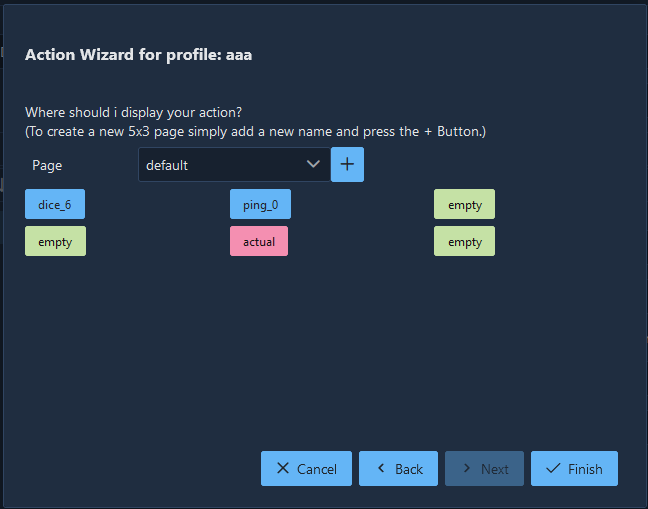 Action Wizard for profile: aaa
Where should i display your action?
(To create a new 5x3 page simply add a new name and press the + Button.)
Page default +
dice_6 ping_0 empty
empty actual empty
Cancel Back Next Finish